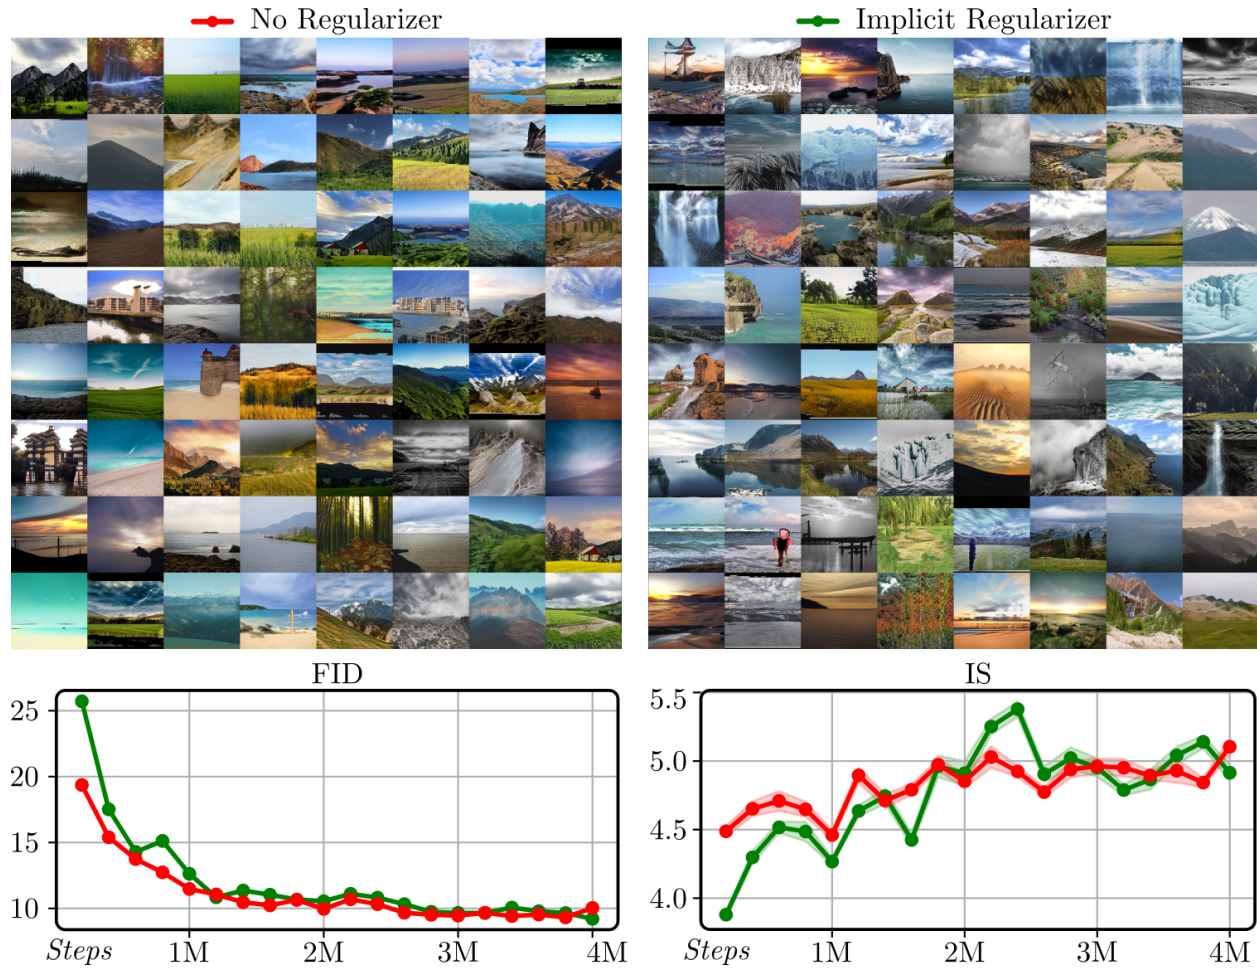 No Regularizer
Implicit Regularizer
FID
IS
25
20
15
10
Steps 1M 2M 3M 4M
5.5
5.0
4.5
4.0
Steps 1M 2M 3M 4M